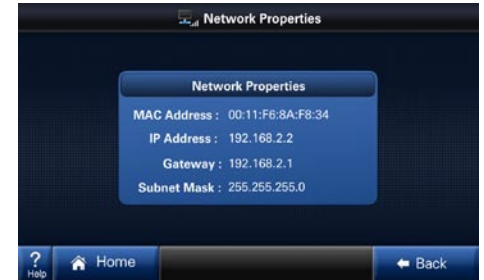 Network Properties
Network Properties
MAC Address : 00:11:F6:8A:F8:34
IP Address : 192.168.2.2
Gateway : 192.168.2.1
Subnet Mask : 255.255.255.0
? Help
Home
Back